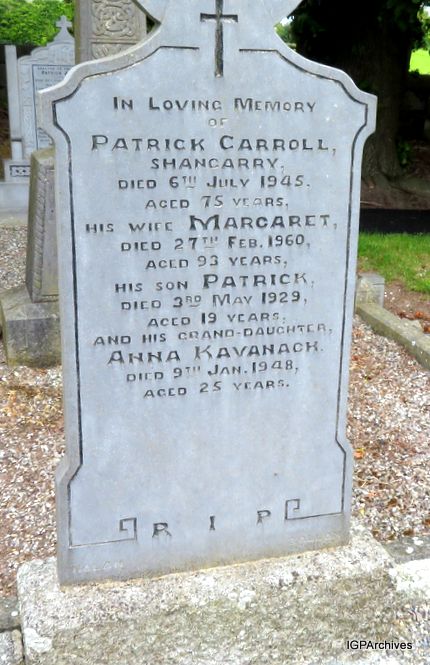 IN LOVING MEMORY
OF
PATRICK CARROLL,
SHANGARRY,
DIED 6TH JULY 1945.
AGED 75 YEARS,
HIS WIFE MARGARET,
DIED 27TH FEB. 1960,
AGED 93 YEARS,
HIS SON PATRICK,
DIED 3RD MAY 1929,
AGED 19 YEARS,
AND HIS GRAND-DAUGHTER,
ANNA KAVANAGH.
DIED 9TH JAN. 1948,
AGED 25 YEARS.
R I P
IGPArchives